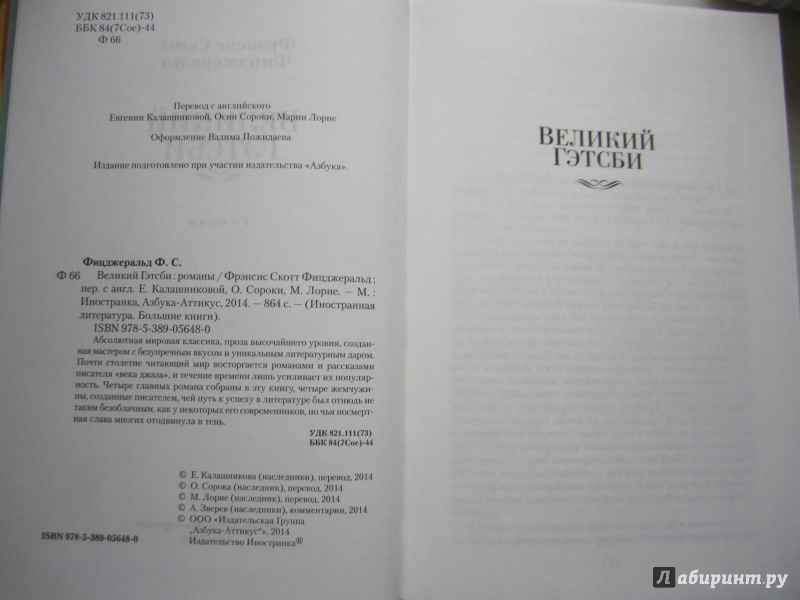 УДК 821.111(73)
ББК 84(7Сое)-44
Ф 66
Перевод с английского
Евгении Калашниковой, Осии Сороки, Марии Лорие
Оформление Вадима Пожидаева
Издание подготовлено при участии издательства «Азбука».
Фицджеральд Ф. С.
Ф 66 Великий Гэтсби : романы / Фрэнсис Скотт Фицджеральд ;
пер. с англ. Е. Калашниковой, О. Сороки, М. Лорие. — М. :
Иностранка, Азбука-Аттикус, 2014. — 864 с. — (Иностранная
литература. Большие книги).
ISBN 978-5-389-05648-0
Абсолютная мировая классика, проза высочайшего уровня, создан-
ная мастером с безупречным вкусом и уникальным литературным даром.
Почти столетие читающий мир восторгается романами и рассказами
писателя «века джаза», и течение времени лишь усиливает их популяр-
ность. Четыре главных романа собраны в эту книгу, четыре жемчужи-
ны, созданные писателем, чей путь к успеху в литературе был отнюдь не
таким безоблачным, как у некоторых его современников, но чья посмерт-
ная слава многих отодвинула в тень.
УДК 821.111(73)
ББК 84(7Сое)-44
© Е. Калашникова (наследники), перевод, 2014
© О. Сорока (наследники), перевод, 2014
© М. Лорие (наследник), перевод, 2014
© А. Зверев (наследники), комментарии, 2014
© ООО «Издательская Группа
„Азбука-Аттикус“», 2014
Издательство Иностранка®
ISBN 978-5-389-05648-0
ВЕЛИКИЙ
ГЭТСБИ
Лабиринт.ру